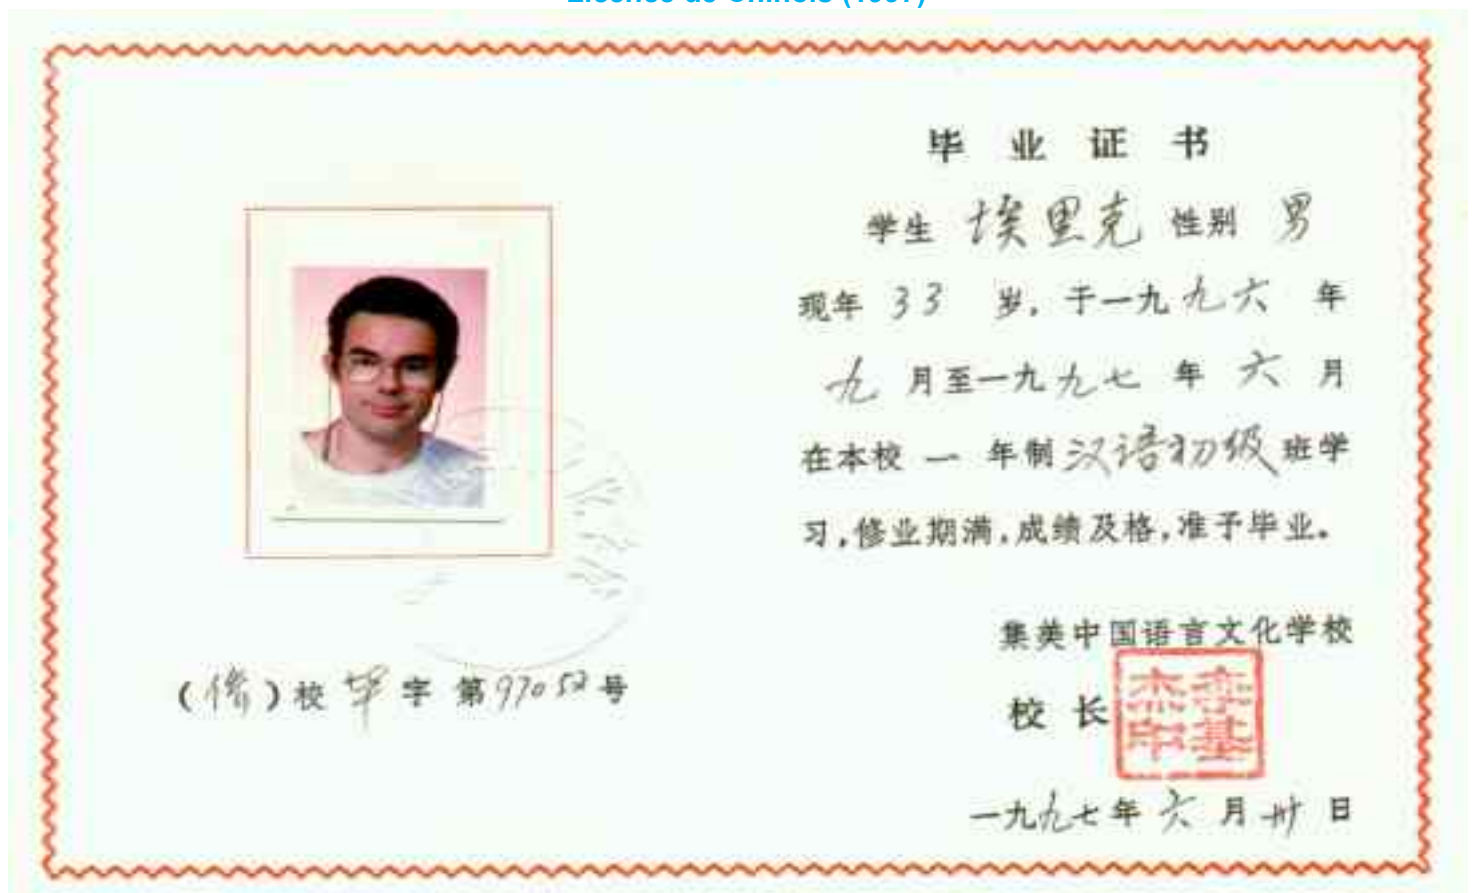 Licence de Chinois (1997)
毕业证书
学生 埃里克 性别 男
现年 33 岁,于一九九六 年
九 月至一九九七 年 六 月
在本校 一 年制汉语初级班学
习,修业期满,成绩及格,准予毕业。
集美中国语言文化学校
校 长
一九九七年 六 月 卅 日
(侨)校 毕 字 第97052号